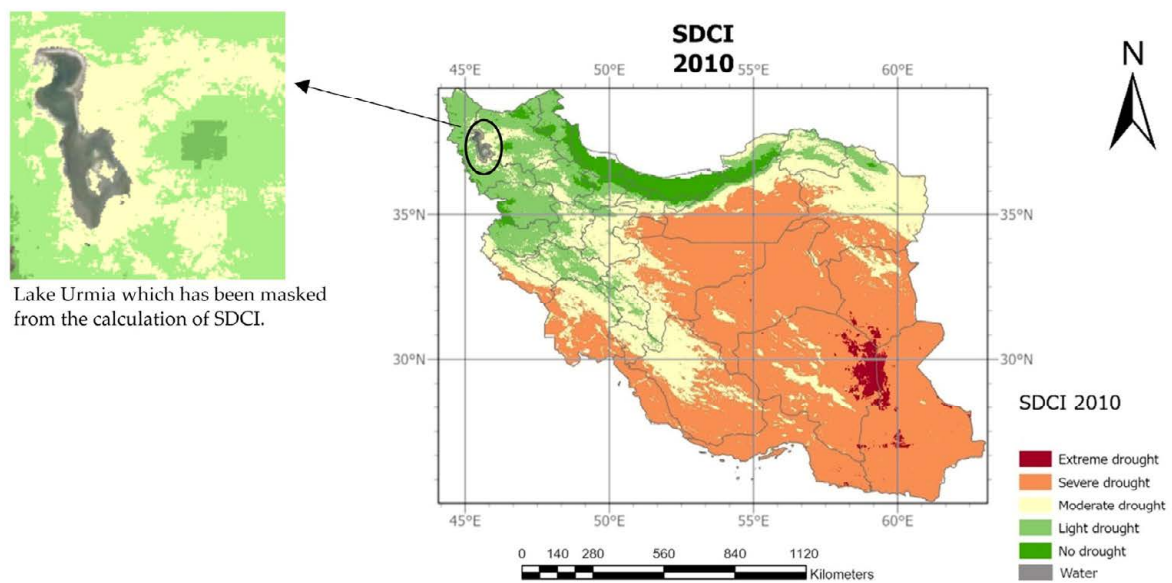 SDCI
2010
N
45°E 50°E 55°E 60°E
35°N 35°N
30°N 30°N
45°E 50°E 55°E 60°E
Lake Urmia which has been masked
from the calculation of SDCI.
SDCI 2010
Extreme drought
Severe drought
Moderate drought
Light drought
No drought
Water
0 140 280 560 840 1120
Kilometers